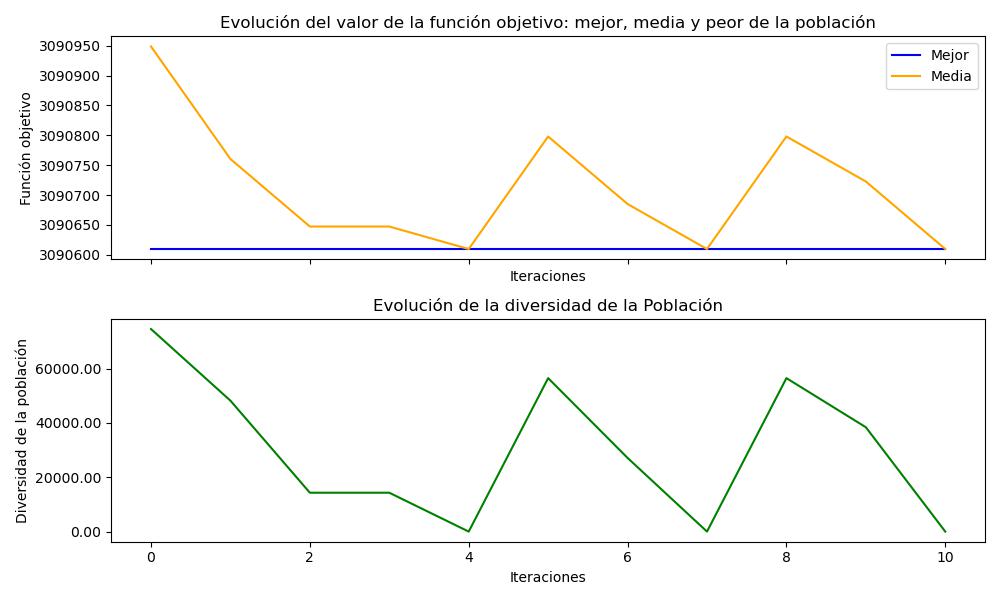 Evolución del valor de la función objetivo: mejor, media y peor de la población
3090950
3090900
3090850
3090800
3090750
3090700
3090650
3090600
Función objetivo
Mejor
Media
Iteraciones
Evolución de la diversidad de la Población
60000.00
40000.00
20000.00
0.00
Diversidad de la población
0 2 4 6 8 10
Iteraciones